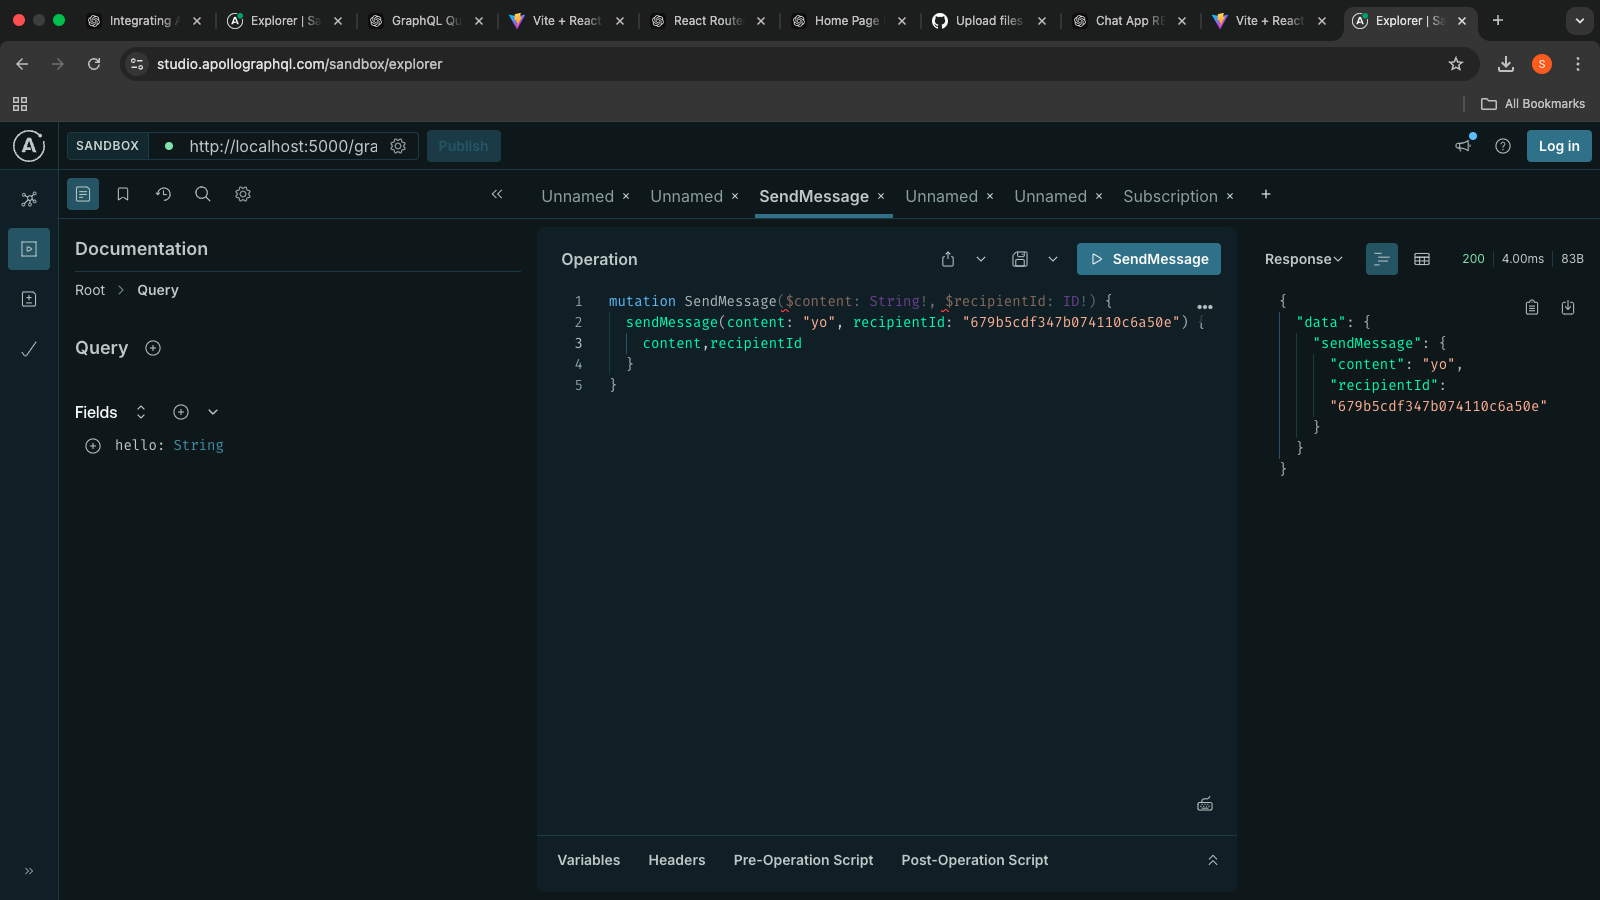 Integrating A
Explorer | Sa
GraphQL Qu
Vite + React
React Route
Home Page
Upload files
Chat App RE
Vite + React
Explorer | Sa
studio.apollographql.com/sandbox/explorer
S
All Bookmarks
A
SANDBOX
http://localhost:5000/gra
Publish
Log in
Unnamed
Unnamed
SendMessage
Unnamed
Unnamed
Subscription
Documentation
Root > Query
Query
Fields
hello: String
Operation
SendMessage
1 mutation SendMessage($content: String!, $recipientId: ID!) {
2 sendMessage(content: "yo", recipientId: "679b5cdf347b074110c6a50e") {
3 content,recipientId
4 }
5 }
Variables
Headers
Pre-Operation Script
Post-Operation Script
Response
200
4.00ms
83B
{
"data": {
"sendMessage": {
"content": "yo",
"recipientId":
"679b5cdf347b074110c6a50e"
}
}
}